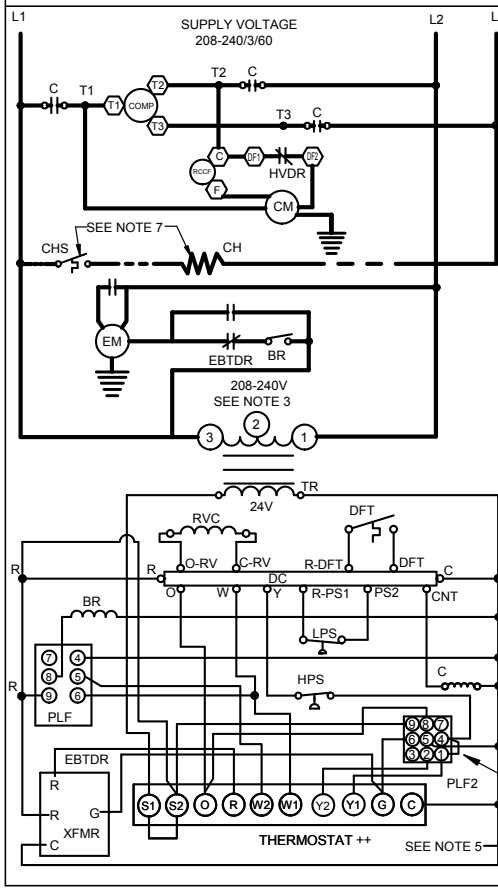 L1 SUPPLY VOLTAGE L2 L
208-240/3/60
C T1 T2 C
T1 COMP T2
T3 T3 C
C DF1 DF2
RCCF HVDR
F CM
SEE NOTE 7
CHS CH
EM
EBTDR BR
208-240V
SEE NOTE 3
3 2 1
TR
24V
RVC DFT
R O-RV C-RV R-DFT DFT C
DC
O W Y R-PS1 PS2 CNT
BR LPS
HPS C
7 4
8 5
R 9 6
PLF
9 8 7
6 5 4
3 2 1
PLF2
EBTDR
R
R G
XFMR
C
S1 S2 O R W2 W1 Y2 Y1 G C
THERMOSTAT ++
SEE NOTE 5